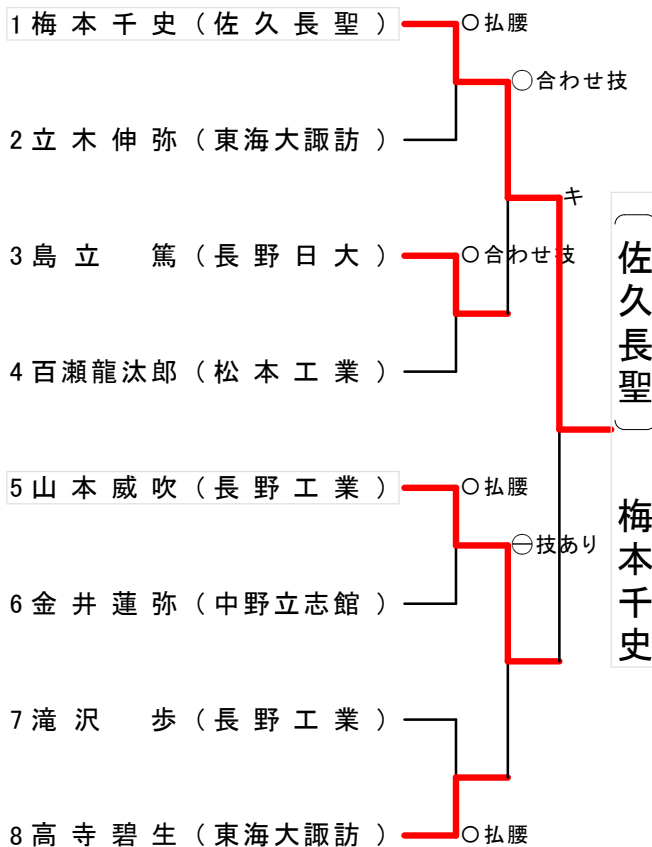 1 梅本千史(佐久長聖) ○払腰
○合わせ技
2 立木伸弥(東海大諏訪)
キ
3 島立 篤(長野日大) ○合わせ技
4 百瀬龍汰郎(松本工業)
(佐久長聖) 梅本千史
5 山本威吹(長野工業) ○払腰
㊀技あり
6 金井蓮弥(中野立志館)
7 滝沢 歩(長野工業)
8 高寺碧生(東海大諏訪) ○払腰